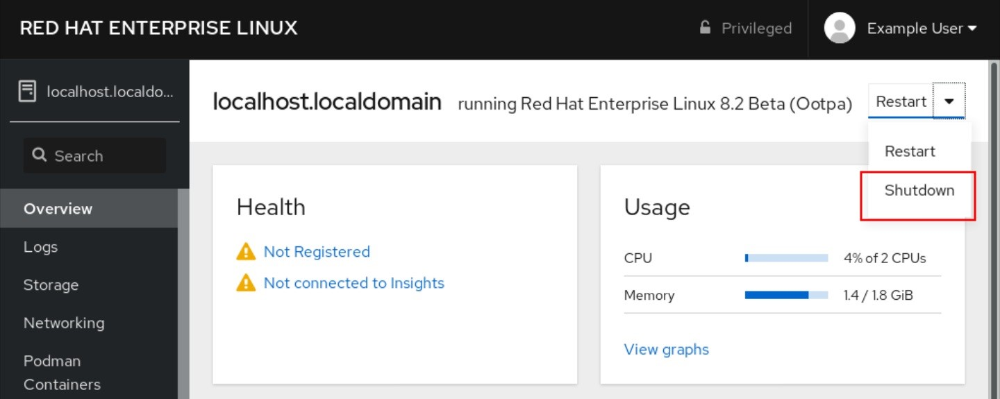 RED HAT ENTERPRISE LINUX
Privileged
Example User
localhost.localdo...
Search
Overview
Logs
Storage
Networking
Podman
Containers
localhost.localdomain running Red Hat Enterprise Linux 8.2 Beta (Ootpa)
Restart
Restart
Shutdown
Health
Not Registered
Not connected to Insights
Usage
CPU 4% of 2 CPUs
Memory 1.4 / 1.8 GiB
View graphs